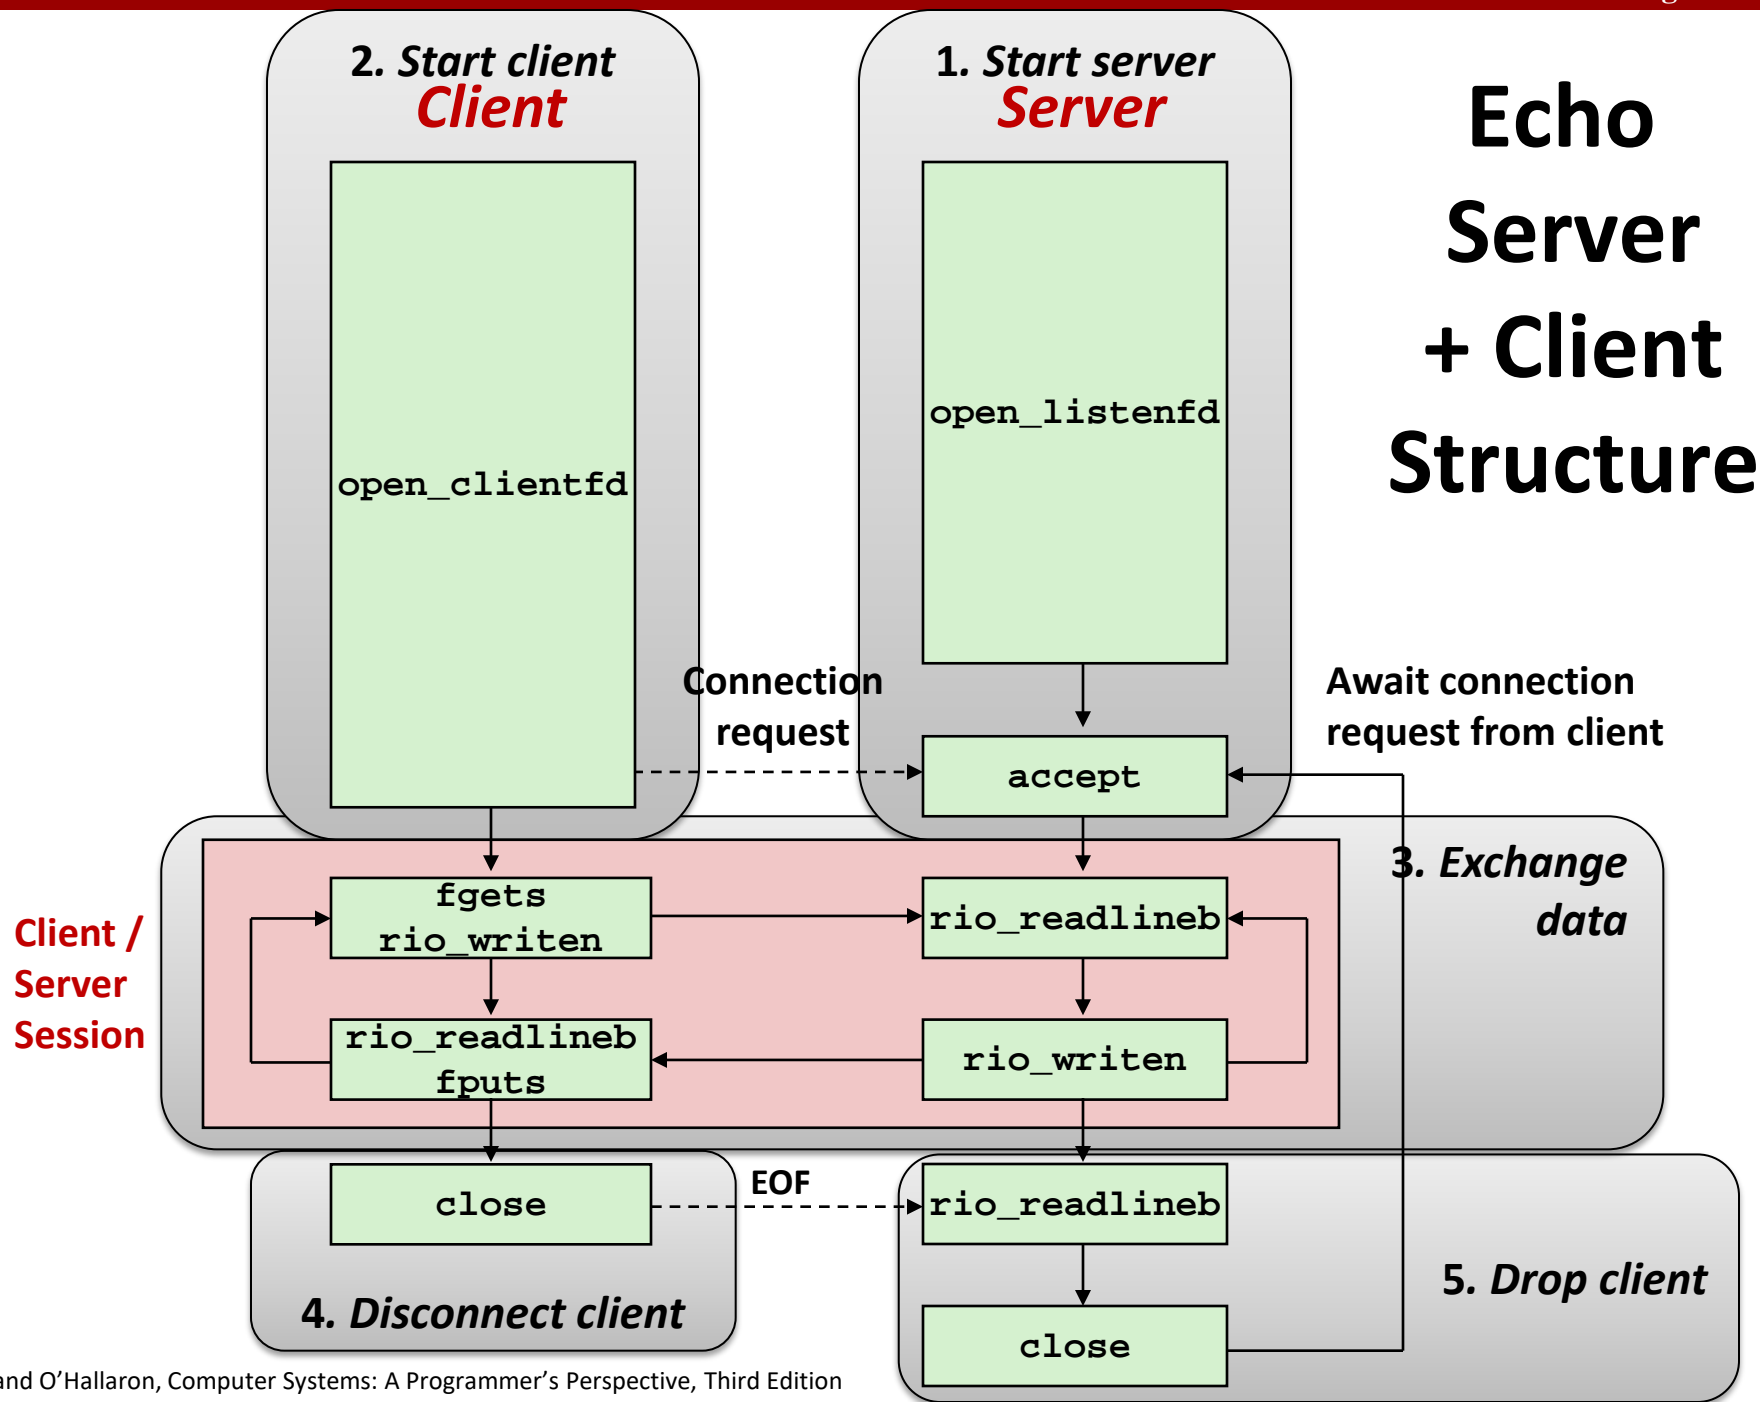 2. Start client
Client
1. Start server
Server
Echo
Server
+ Client
Structure
open_listenfd
open_clientfd
Connection
request
Await connection
request from client
accept
3. Exchange
data
fgets
rio_writen
rio_readlineb
Client /
Server
Session
rio_readlineb
fputs
rio_writen
close
EOF
rio_readlineb
4. Disconnect client
5. Drop client
close
and O'Hallaron, Computer Systems: A Programmer's Perspective, Third Edition